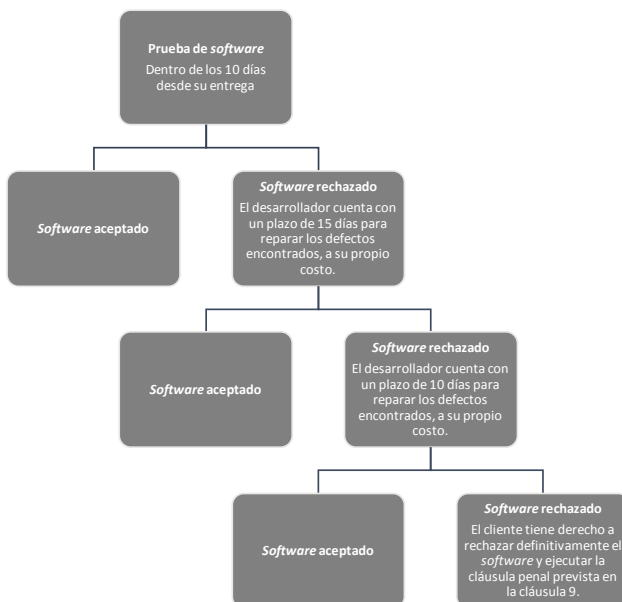 Prueba de software
Dentro de los 10 días
desde su entrega
Software aceptado
Software rechazado
El desarrollador cuenta con
un plazo de 15 días para
reparar los defectos
encontrados, a su propio
costo.
Software aceptado
Software rechazado
El desarrollador cuenta con
un plazo de 10 días para
reparar los defectos
encontrados, a su propio
costo.
Software aceptado
Software rechazado
El cliente tiene derecho a
rechazar definitivamente el
software y ejecutar la
cláusula penal prevista en
la cláusula 9.